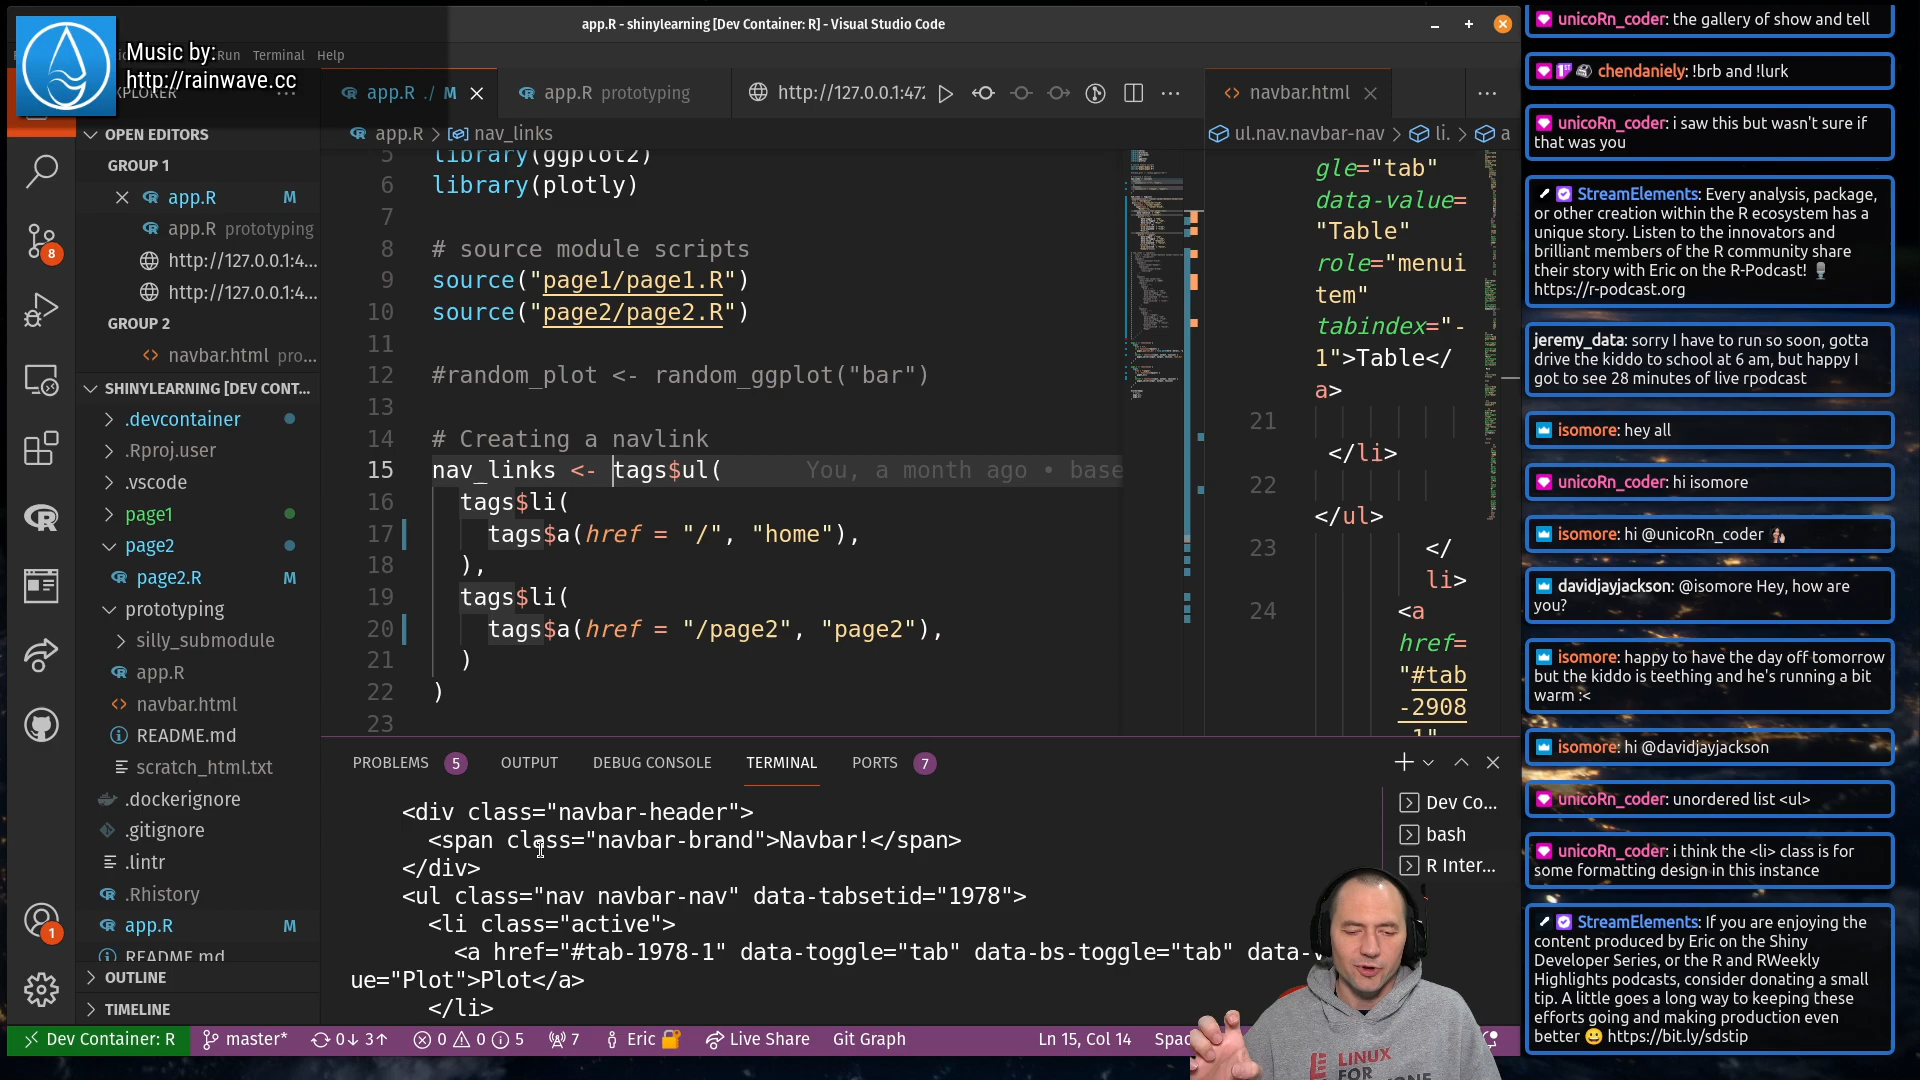 app.R - shinylearning [Dev Container: R] - Visual Studio Code
Music by:
http://rainwave.cc
Run Terminal Help
EXPLORER
app.R ./ M
app.R prototyping
http://127.0.0.1:47
navbar.html
app.R > nav_links
ul.nav.navbar-nav > li. > a
OPEN EDITORS
GROUP 1
app.R M
app.R prototyping
http://127.0.0.1:4...
http://127.0.0.1:4...
GROUP 2
navbar.html pro...
SHINYLEARNING [DEV CONT...
.devcontainer
.Rproj.user
.vscode
page1
page2
page2.R M
prototyping
silly_submodule
app.R
navbar.html
README.md
scratch_html.txt
.dockerignore
.gitignore
.lintr
.Rhistory
app.R M
README.md
OUTLINE
TIMELINE
8
1
5 library(ggplot2)
6 library(plotly)
7
8 # source module scripts
9 source("page1/page1.R")
10 source("page2/page2.R")
11
12 #random_plot <- random_ggplot("bar")
13
14 # Creating a navlink
15 nav_links <- tags$ul( You, a month ago • base
16 tags$li(
17 tags$a(href = "/", "home"),
18 ),
19 tags$li(
20 tags$a(href = "/page2", "page2"),
21 )
22 )
23
gle="tab"
data-value=
"Table"
role="menui
tem"
tabindex="-
1">Table</
a>
21
</li>
22
</ul>
23 </
li>
24 <a
href=
"#tab
-2908
PROBLEMS 5 OUTPUT DEBUG CONSOLE TERMINAL PORTS 7
<div class="navbar-header">
<span class="navbar-brand">Navbar!</span>
</div>
<ul class="nav navbar-nav" data-tabsetid="1978">
<li class="active">
<a href="#tab-1978-1" data-toggle="tab" data-bs-toggle="tab" data-v
ue="Plot">Plot</a>
</li>
Dev Co...
bash
R Inter...
Dev Container: R master* 0↓ 3↑ 0 0 5 7 Eric Live Share Git Graph Ln 15, Col 14 Spac
LINUX
FOR
unicoRn_coder: the gallery of show and tell
chendaniely: !brb and !lurk
unicoRn_coder: i saw this but wasn't sure if
that was you
StreamElements: Every analysis, package,
or other creation within the R ecosystem has a
unique story. Listen to the innovators and
brilliant members of the R community share
their story with Eric on the R-Podcast! 🎙️
https://r-podcast.org
jeremy_data: sorry I have to run so soon, gotta
drive the kiddo to school at 6 am, but happy I
got to see 28 minutes of live rpodcast
isomore: hey all
unicoRn_coder: hi isomore
isomore: hi @unicoRn_coder
davidjayjackson: @isomore Hey, how are
you?
isomore: happy to have the day off tomorrow
but the kiddo is teething and he's running a bit
warm :<
isomore: hi @davidjayjackson
unicoRn_coder: unordered list <ul>
unicoRn_coder: i think the <li> class is for
some formatting design in this instance
StreamElements: If you are enjoying the
content produced by Eric on the Shiny
Developer Series, or the R and RWeekly
Highlights podcasts, consider donating a small
tip. A little goes a long way to keeping these
efforts going and making production even
better 😀 https://bit.ly/sdstip